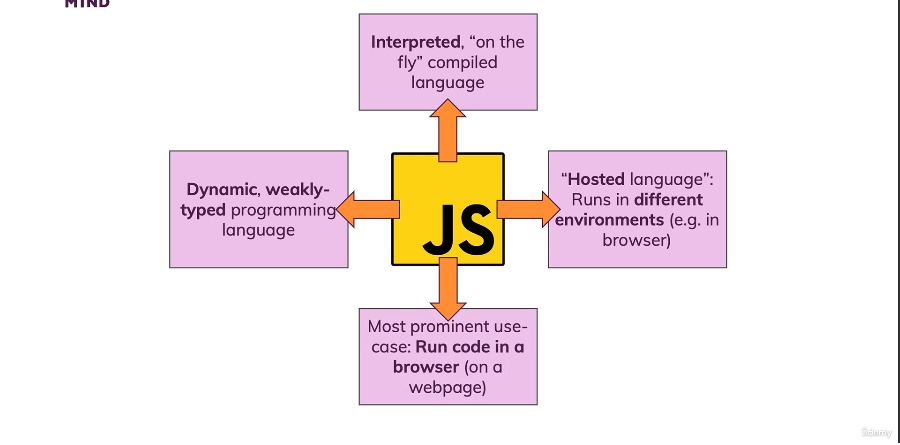 MIND
Interpreted, “on the
fly” compiled
language
Dynamic, weakly-
typed programming
language
JS
“Hosted language”:
Runs in different
environments (e.g. in
browser)
Most prominent use-
case: Run code in a
browser (on a
webpage)
ûdemy